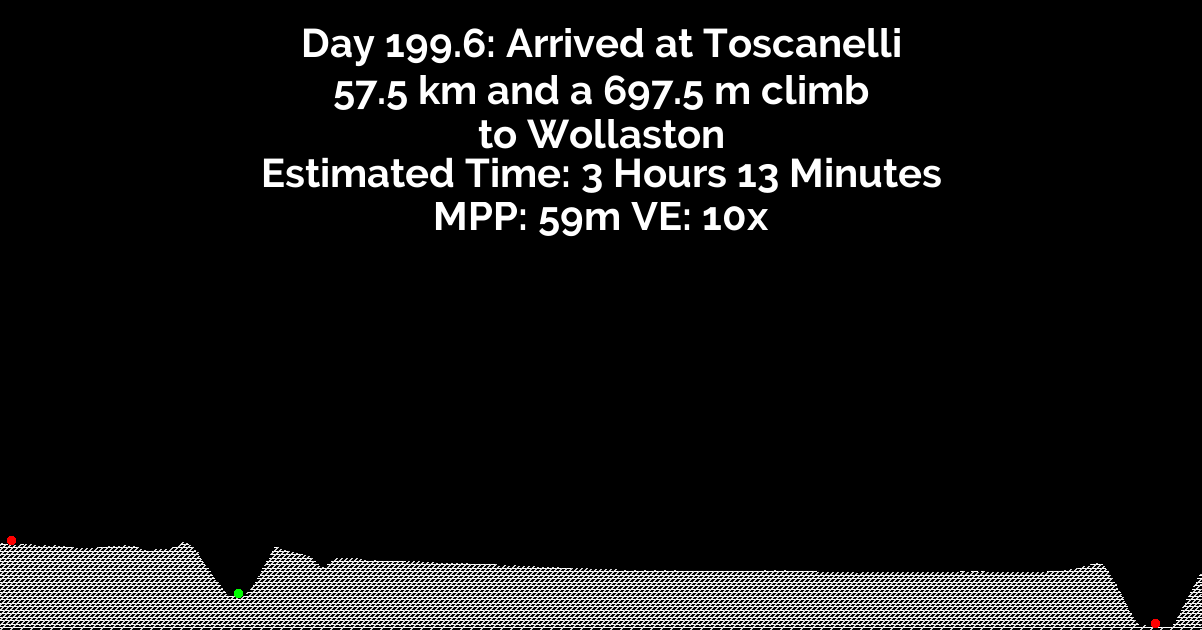 Day 199.6: Arrived at Toscanelli
57.5 km and a 697.5 m climb
to Wollaston
Estimated Time: 3 Hours 13 Minutes
MPP: 59m VE: 10x